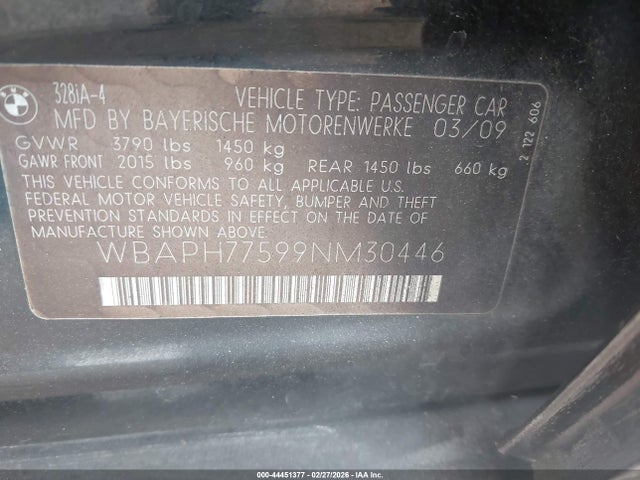 BMW
328iA-4 VEHICLE TYPE: PASSENGER CAR
MFD BY BAYERISCHE MOTORENWERKE 03/09
GVWR 3790 lbs 1450 kg
GAWR FRONT 2015 lbs 960 kg REAR 1450 lbs 660 kg
THIS VEHICLE CONFORMS TO ALL APPLICABLE U.S.
FEDERAL MOTOR VEHICLE SAFETY, BUMPER AND THEFT
PREVENTION STANDARDS IN EFFECT ON THE DATE OF
MANUFACTURE SHOWN ABOVE.
WBAPH77599NM30446
2 122 606
000-44451377 - 02/27/2026 - IAA Inc.